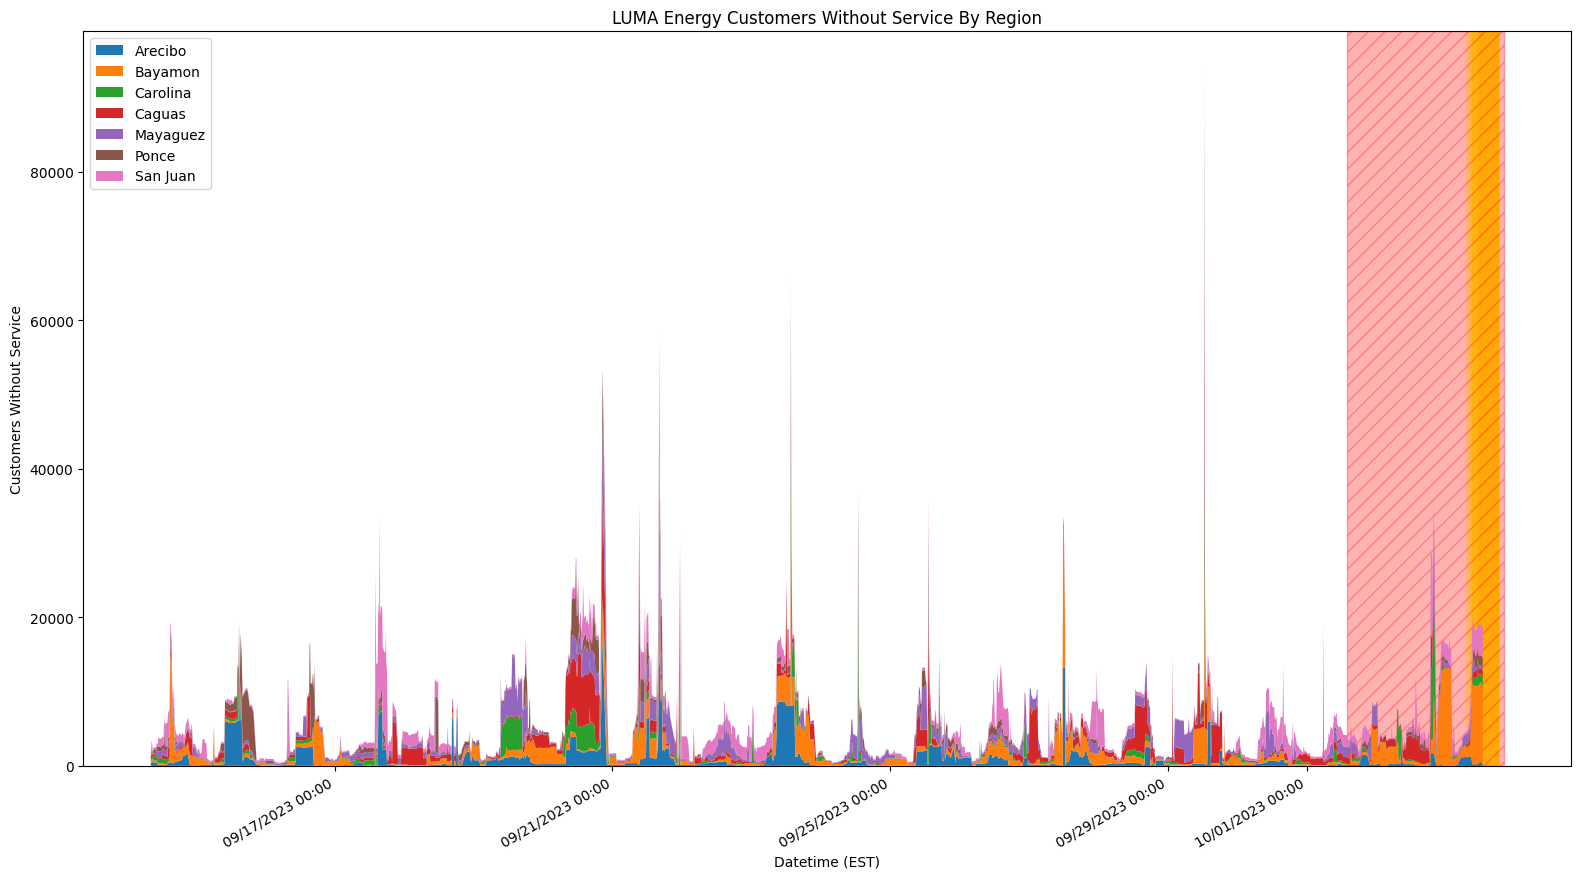 LUMA Energy Customers Without Service By Region
Arecibo
Bayamon
Carolina
Caguas
Mayaguez
Ponce
San Juan
Customers Without Service
80000
60000
40000
20000
0
09/17/2023 00:00
09/21/2023 00:00
09/25/2023 00:00
09/29/2023 00:00
10/01/2023 00:00
Datetime (EST)